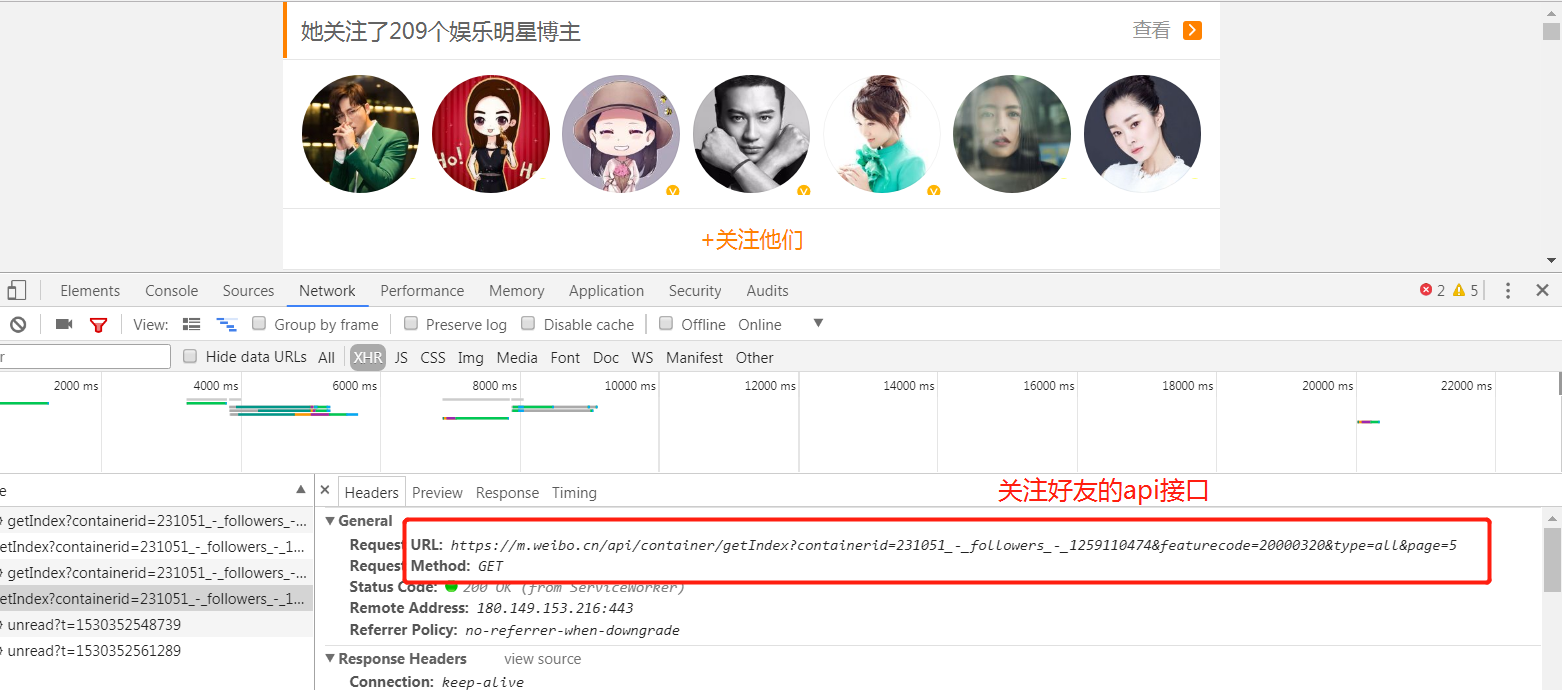 她关注了209个娱乐明星博主 查看
Ho! Ho
+关注他们
Elements Console Sources Network Performance Memory Application Security Audits 2 5
View: Group by frame Preserve log Disable cache Offline Online
r Hide data URLs All XHR JS CSS Img Media Font Doc WS Manifest Other
2000 ms 4000 ms 6000 ms 8000 ms 10000 ms 12000 ms 14000 ms 16000 ms 18000 ms 20000 ms 22000 ms
e Headers Preview Response Timing 关注好友的api接口
getIndex?containerid=231051_-_followers_-... General
etIndex?containerid=231051_-_followers_-_1... Request URL: https://m.weibo.cn/api/container/getIndex?containerid=231051_-_followers_-_1259110474&featurecode=20000320&type=all&page=5
getIndex?containerid=231051_-_followers_-... Request Method: GET
Status Code: 200 OK (from ServiceWorker)
etIndex?containerid=231051_-_followers_-_1... Remote Address: 180.149.153.216:443
unread?t=1530352548739 Referrer Policy: no-referrer-when-downgrade
unread?t=1530352561289 Response Headers view source
Connection: keep-alive